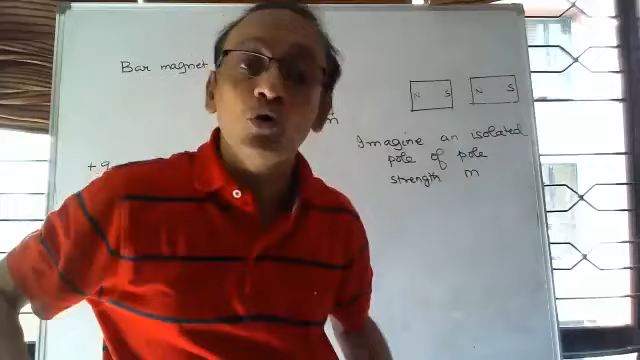 Bar magnet
N S N S
m
Imagine an isolated
pole of pole
strength m
+q